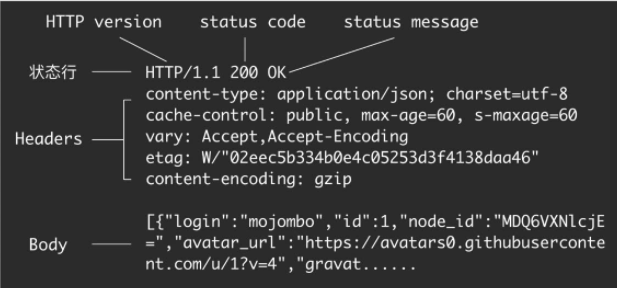 HTTP version status code status message
状态行 HTTP/1.1 200 OK
content-type: application/json; charset=utf-8
cache-control: public, max-age=60, s-maxage=60
Headers vary: Accept,Accept-Encoding
etag: W/"02eec5b334b0e4c05253d3f4138daa46"
content-encoding: gzip
[{"login":"mojombo","id":1,"node_id":"MDQ6VXNlcjE
Body =","avatar_url":"https://avatars0.githubuserconte
nt.com/u/1?v=4","gravat......